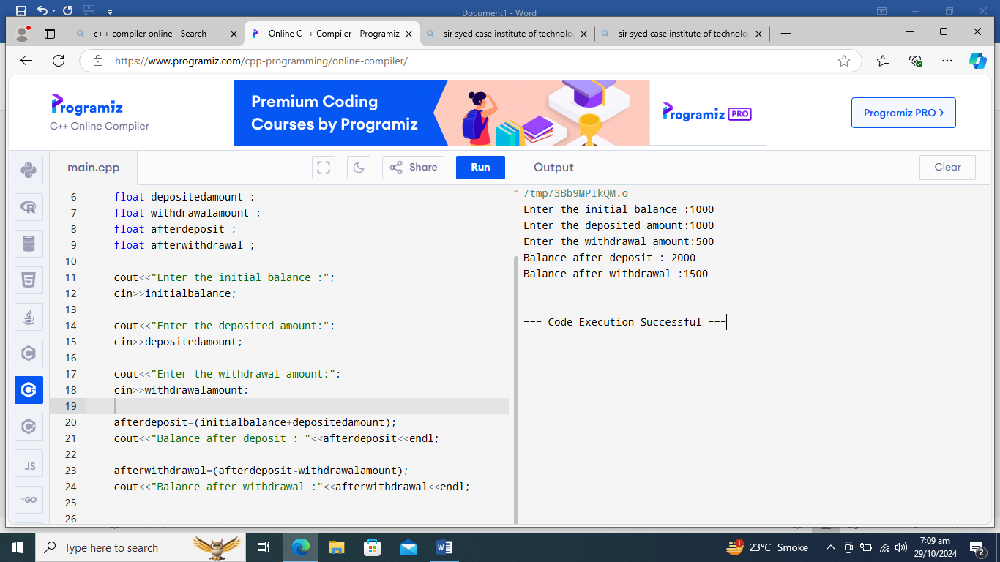 Document1 - Word
c++ compiler online - Search
Online C++ Compiler - Programiz
sir syed case institute of technolo
sir syed case institute of technolo
https://www.programiz.com/cpp-programming/online-compiler/
Programiz
C++ Online Compiler
Premium Coding
Courses by Programiz
Programiz PRO
Programiz PRO >
main.cpp
Share
Run
Output
Clear
6 float depositedamount ;
7 float withdrawalamount ;
8 float afterdeposit ;
9 float afterwithdrawal ;
10
11 cout<<"Enter the initial balance :";
12 cin>>initialbalance;
13
14 cout<<"Enter the deposited amount:";
15 cin>>depositedamount;
16
17 cout<<"Enter the withdrawal amount:";
18 cin>>withdrawalamount;
19
20 afterdeposit=(initialbalance+depositedamount);
21 cout<<"Balance after deposit : "<<afterdeposit<<endl;
22
23 afterwithdrawal=(afterdeposit-withdrawalamount);
24 cout<<"Balance after withdrawal :"<<afterwithdrawal<<endl;
25
26
/tmp/3Bb9MPIkQM.o
Enter the initial balance :1000
Enter the deposited amount:1000
Enter the withdrawal amount:500
Balance after deposit : 2000
Balance after withdrawal :1500
=== Code Execution Successful ===
JS
GO
Type here to search
1
23°C Smoke
7:09 am
29/10/2024
2